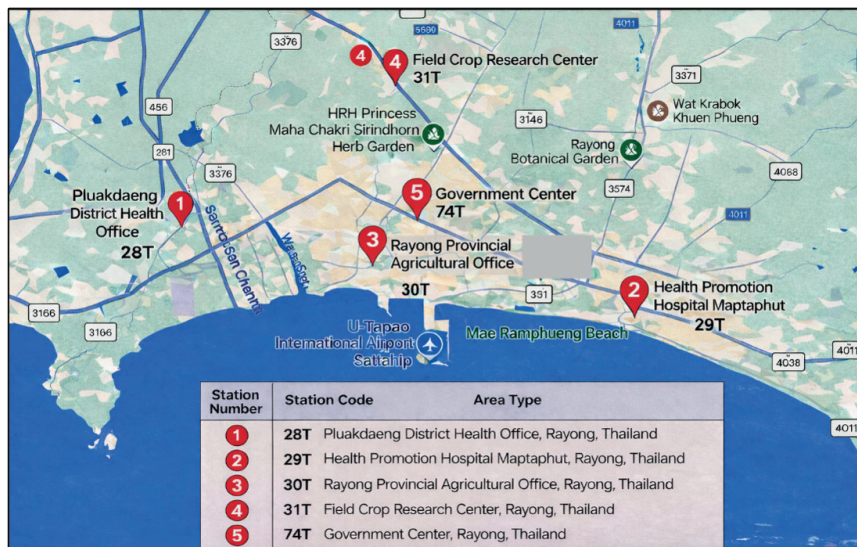 3376
5600
4011
4
4
Field Crop Research Center
31T
3371
456
HRH Princess
Maha Chakri Sirindhorn
Herb Garden
3146
Wat Krabok
Khuen Phueng
281
Rayong
Botanical Garden
3376
4068
3574
Pluakdaeng
District Health
Office
28T
1
5
Government Center
74T
4011
3
Rayong Provincial
Agricultural Office
30T
2
Health Promotion
Hospital Maptaphut
29T
391
3166
3166
U-Tapao
International Airport
Sattahip
Mae Ramphueng Beach
4011
4038
4011
Station
Number
Station Code
Area Type
1 28T Pluakdaeng District Health Office, Rayong, Thailand
2 29T Health Promotion Hospital Maptaphut, Rayong, Thailand
3 30T Rayong Provincial Agricultural Office, Rayong, Thailand
4 31T Field Crop Research Center, Rayong, Thailand
5 74T Government Center, Rayong, Thailand